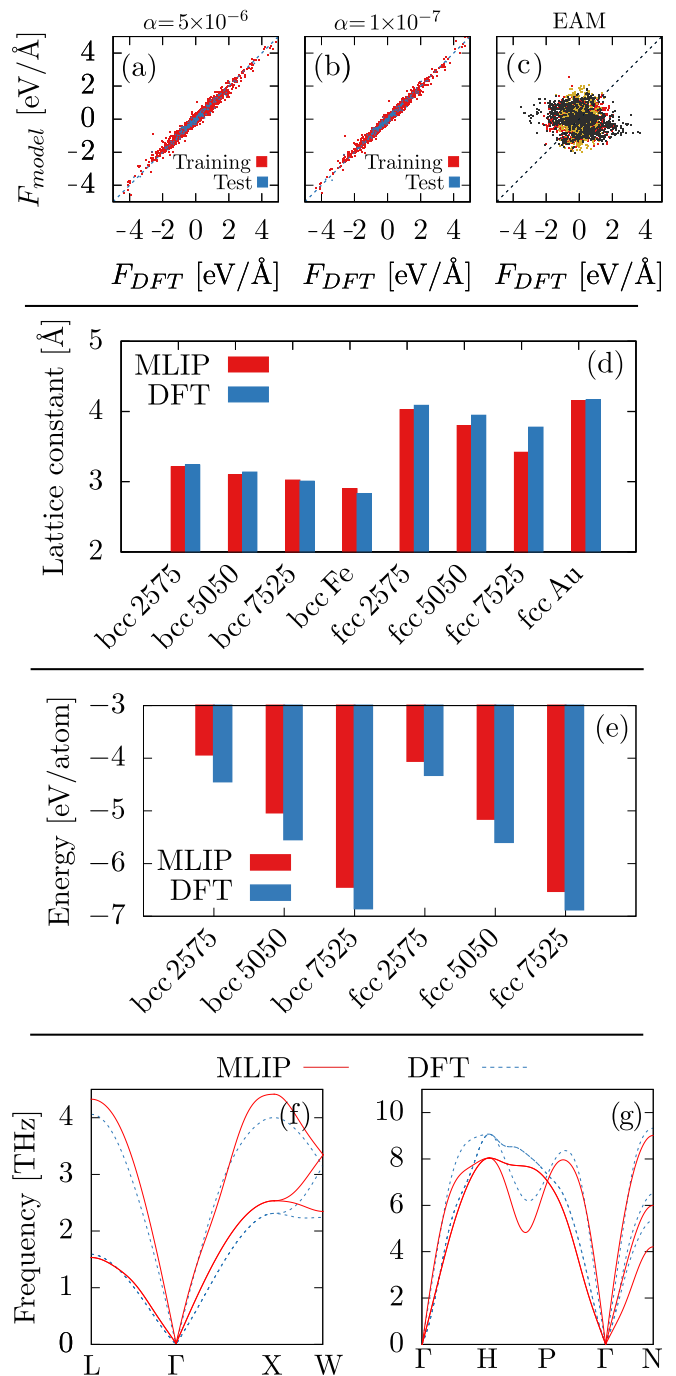 α=5×10⁻⁶ α=1×10⁻⁷ EAM
F_model [eV/Å]
4
2
0
−2
−4
(a) (b) (c)
Training Training
Test Test
-4 -2 0 2 4 -4 -2 0 2 4 -4 -2 0 2 4
F_DFT [eV/Å] F_DFT [eV/Å] F_DFT [eV/Å]
Lattice constant [Å]
5
4
3
2
MLIP
DFT
(d)
bcc 2575 bcc 5050 bcc 7525 bcc Fe fcc 2575 fcc 5050 fcc 7525 fcc Au
Energy [eV/atom]
−3
−4
−5
−6
−7
(e)
MLIP
DFT
bcc 2575 bcc 5050 bcc 7525 fcc 2575 fcc 5050 fcc 7525
MLIP DFT
Frequency [THz]
4
3
2
1
0
(f)
L Γ X W
10
8
6
4
2
0
(g)
Γ H P Γ N